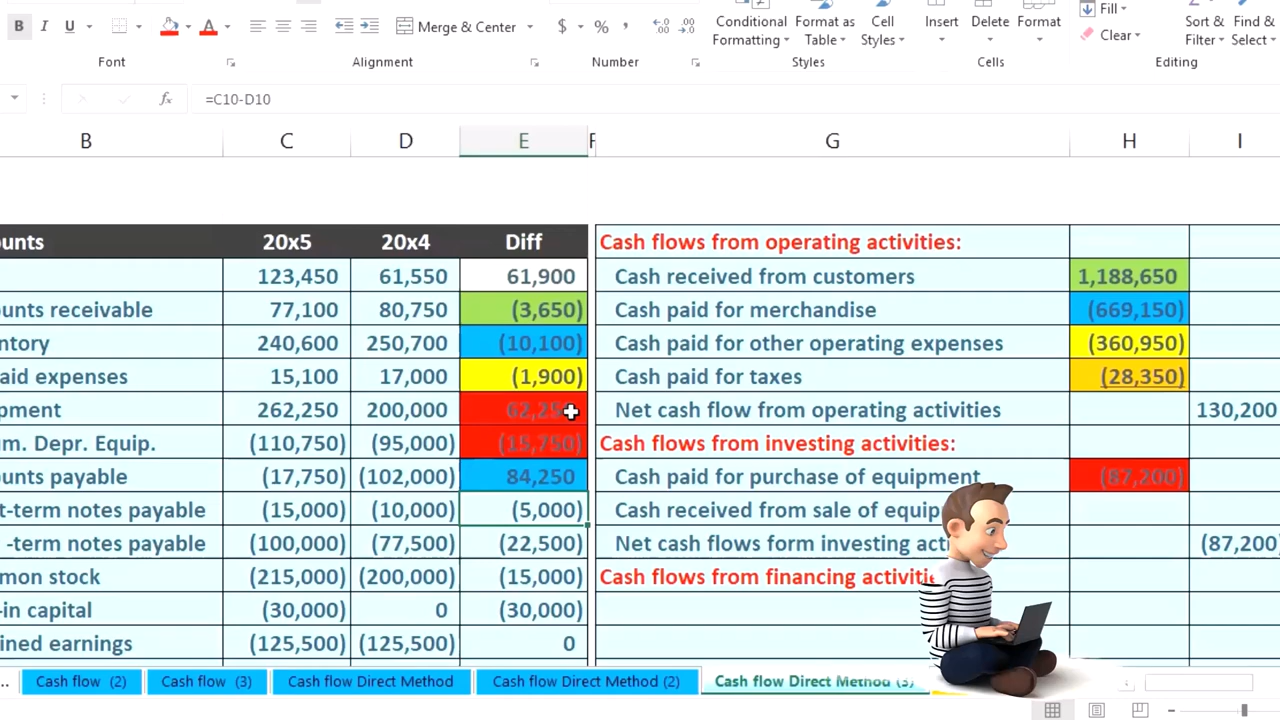 Conditional Format as Cell Insert Delete Format Fill Sort & Find &
B I U A Merge & Center $ % , Formatting Table Styles Clear Filter Select
Font Alignment Number Styles Cells Editing
fx =C10-D10
B C D E F G H I
unts 20x5 20x4 Diff Cash flows from operating activities:
123,450 61,550 61,900 Cash received from customers 1,188,650
unts receivable 77,100 80,750 (3,650) Cash paid for merchandise (669,150)
ntory 240,600 250,700 (10,100) Cash paid for other operating expenses (360,950)
aid expenses 15,100 17,000 (1,900) Cash paid for taxes (28,350)
pment 262,250 200,000 Net cash flow from operating activities 130,200
m. Depr. Equip. (110,750) (95,000) (15,750) Cash flows from investing activities:
unts payable (17,750) (102,000) 84,250 Cash paid for purchase of equipment (87,200)
t-term notes payable (15,000) (10,000) (5,000) Cash received from sale of equip
-term notes payable (100,000) (77,500) (22,500) Net cash flows form investing acti (87,200)
mon stock (215,000) (200,000) (15,000) Cash flows from financing activiti
-in capital (30,000) 0 (30,000)
ined earnings (125,500) (125,500) 0
... Cash flow (2) Cash flow (3) Cash flow Direct Method Cash flow Direct Method (2) Cash flow Direct Method (3)